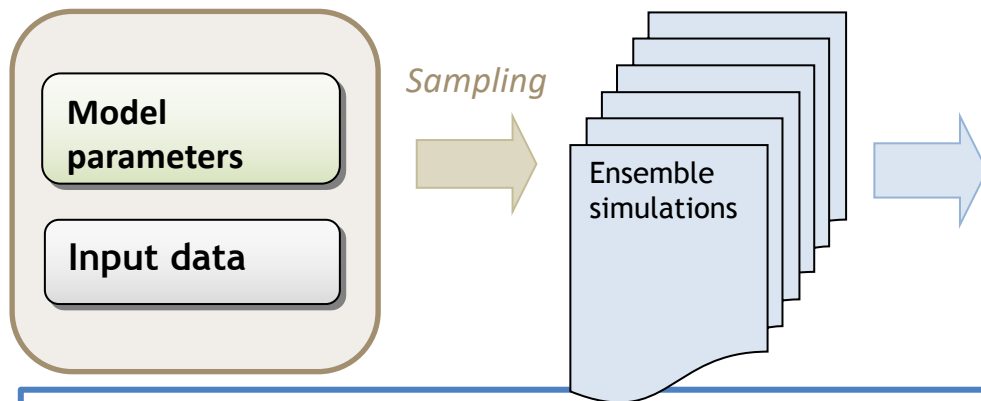 Model
parameters
Input data
Sampling
Ensemble
simulations